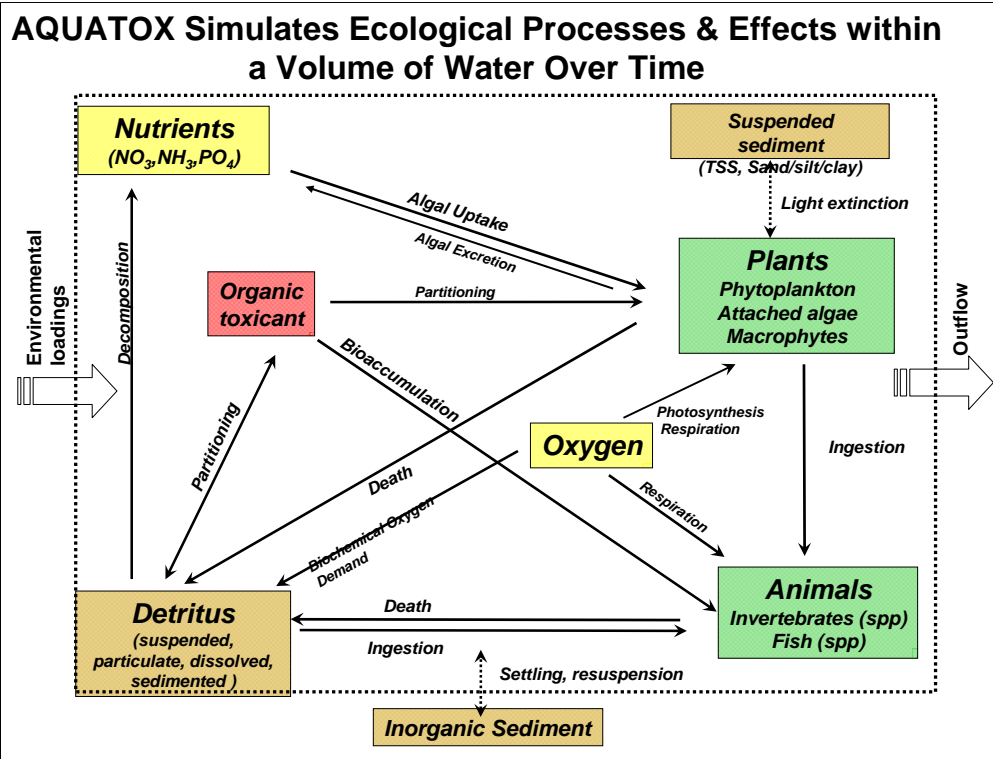 AQUATOX Simulates Ecological Processes & Effects within
a Volume of Water Over Time
Nutrients
(NO3,NH3,PO4)
Suspended
sediment
(TSS, Sand/silt/clay)
Light extinction
Algal Uptake
Algal Excretion
Plants
Phytoplankton
Attached algae
Macrophytes
Organic
toxicant
Partitioning
Environmental
loadings
Decomposition
Outflow
Bioaccumulation
Partitioning
Photosynthesis
Respiration
Oxygen
Ingestion
Death
Respiration
Biochemical Oxygen
Demand
Detritus
(suspended,
particulate, dissolved,
sedimented )
Death
Ingestion
Animals
Invertebrates (spp)
Fish (spp)
Settling, resuspension
Inorganic Sediment